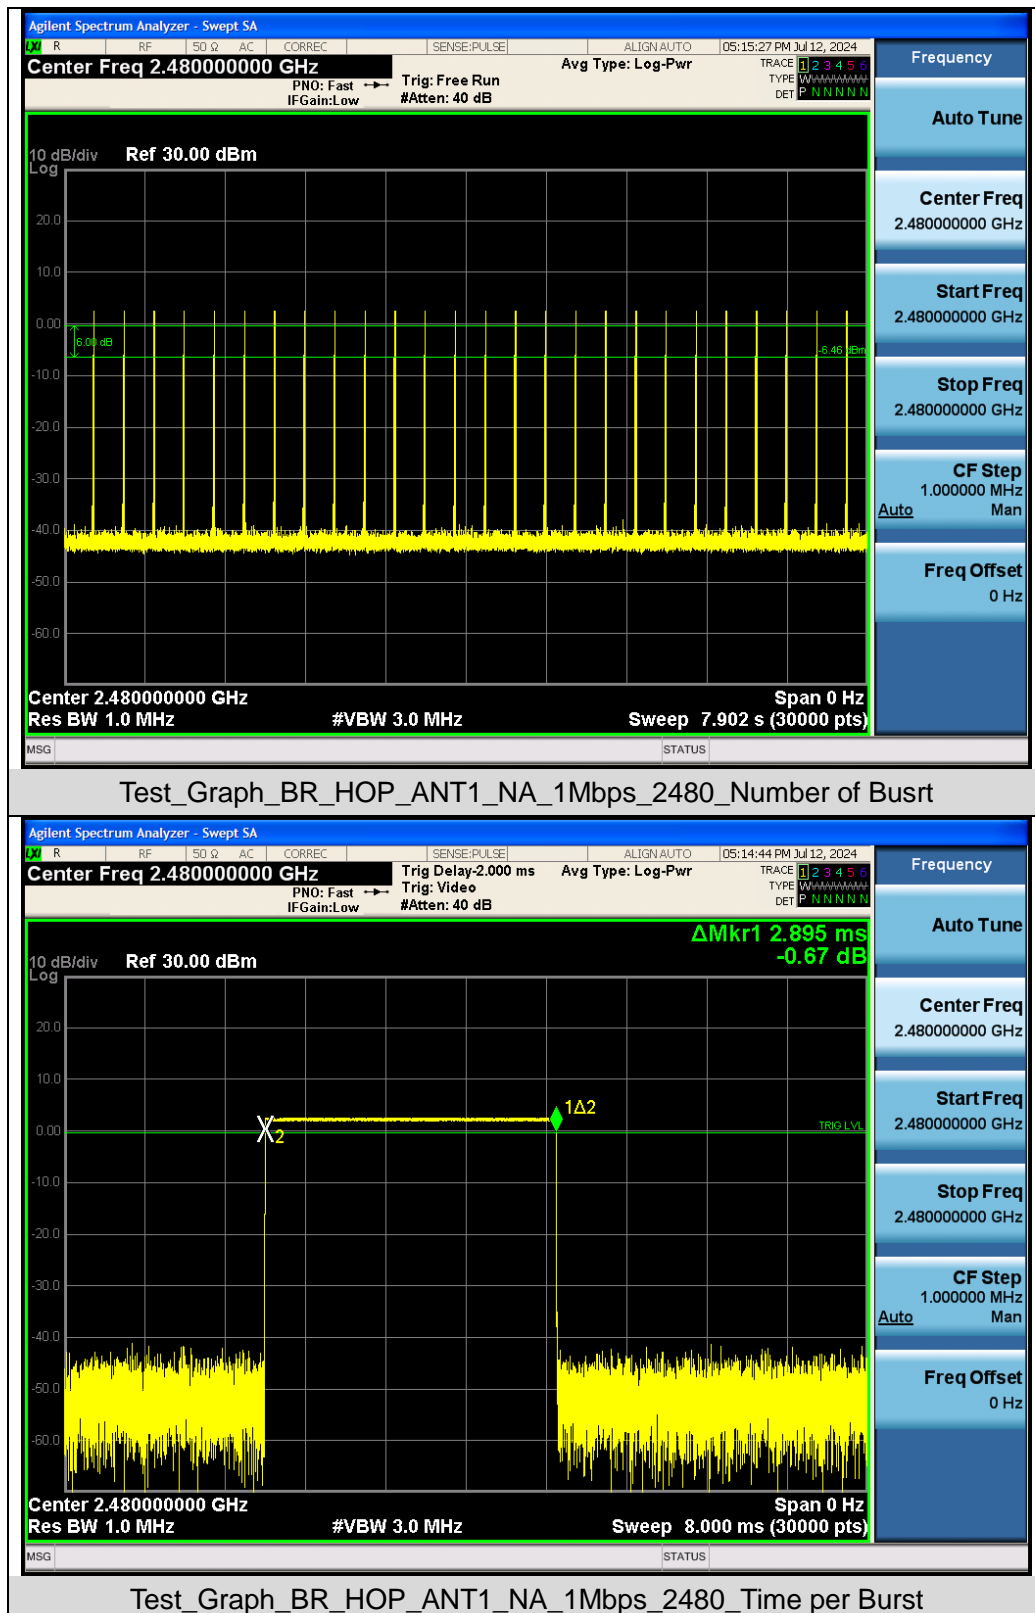 Agilent Spectrum Analyzer - Swept SA
LXI R RF 50 Ω AC CORREC SENSE:PULSE ALIGN AUTO 05:15:27 PM Jul 12, 2024
Center Freq 2.480000000 GHz
PNO: Fast
IFGain:Low
Trig: Free Run
#Atten: 40 dB
Avg Type: Log-Pwr
TRACE 1 2 3 4 5 6
TYPE W
DET P N N N N N
Frequency
Auto Tune
Center Freq
2.480000000 GHz
Start Freq
2.480000000 GHz
Stop Freq
2.480000000 GHz
CF Step
1.000000 MHz
Auto Man
Freq Offset
0 Hz
10 dB/div Ref 30.00 dBm
Log
20.0
10.0
0.00
6.00 dB
-6.46 dBm
-10.0
-20.0
-30.0
-40.0
-50.0
-60.0
Center 2.480000000 GHz Span 0 Hz
Res BW 1.0 MHz #VBW 3.0 MHz Sweep 7.902 s (30000 pts)
MSG STATUS
Test_Graph_BR_HOP_ANT1_NA_1Mbps_2480_Number of Busrt
Agilent Spectrum Analyzer - Swept SA
LXI R RF 50 Ω AC CORREC SENSE:PULSE ALIGN AUTO 05:14:44 PM Jul 12, 2024
Center Freq 2.480000000 GHz
PNO: Fast
IFGain:Low
Trig Delay-2.000 ms
Trig: Video
#Atten: 40 dB
Avg Type: Log-Pwr
TRACE 1 2 3 4 5 6
TYPE W
DET P N N N N N
Frequency
Auto Tune
Center Freq
2.480000000 GHz
Start Freq
2.480000000 GHz
Stop Freq
2.480000000 GHz
CF Step
1.000000 MHz
Auto Man
Freq Offset
0 Hz
ΔMkr1 2.895 ms
-0.67 dB
10 dB/div Ref 30.00 dBm
Log
20.0
10.0
1Δ2
0.00
2
TRIG LVL
-10.0
-20.0
-30.0
-40.0
-50.0
-60.0
Center 2.480000000 GHz Span 0 Hz
Res BW 1.0 MHz #VBW 3.0 MHz Sweep 8.000 ms (30000 pts)
MSG STATUS
Test_Graph_BR_HOP_ANT1_NA_1Mbps_2480_Time per Burst